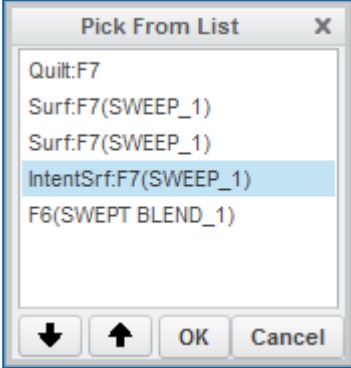 Pick From List
Quilt:F7
Surf:F7(SWEEP_1)
Surf:F7(SWEEP_1)
IntentSrf:F7(SWEEP_1)
F6(SWEPT BLEND_1)
OK Cancel